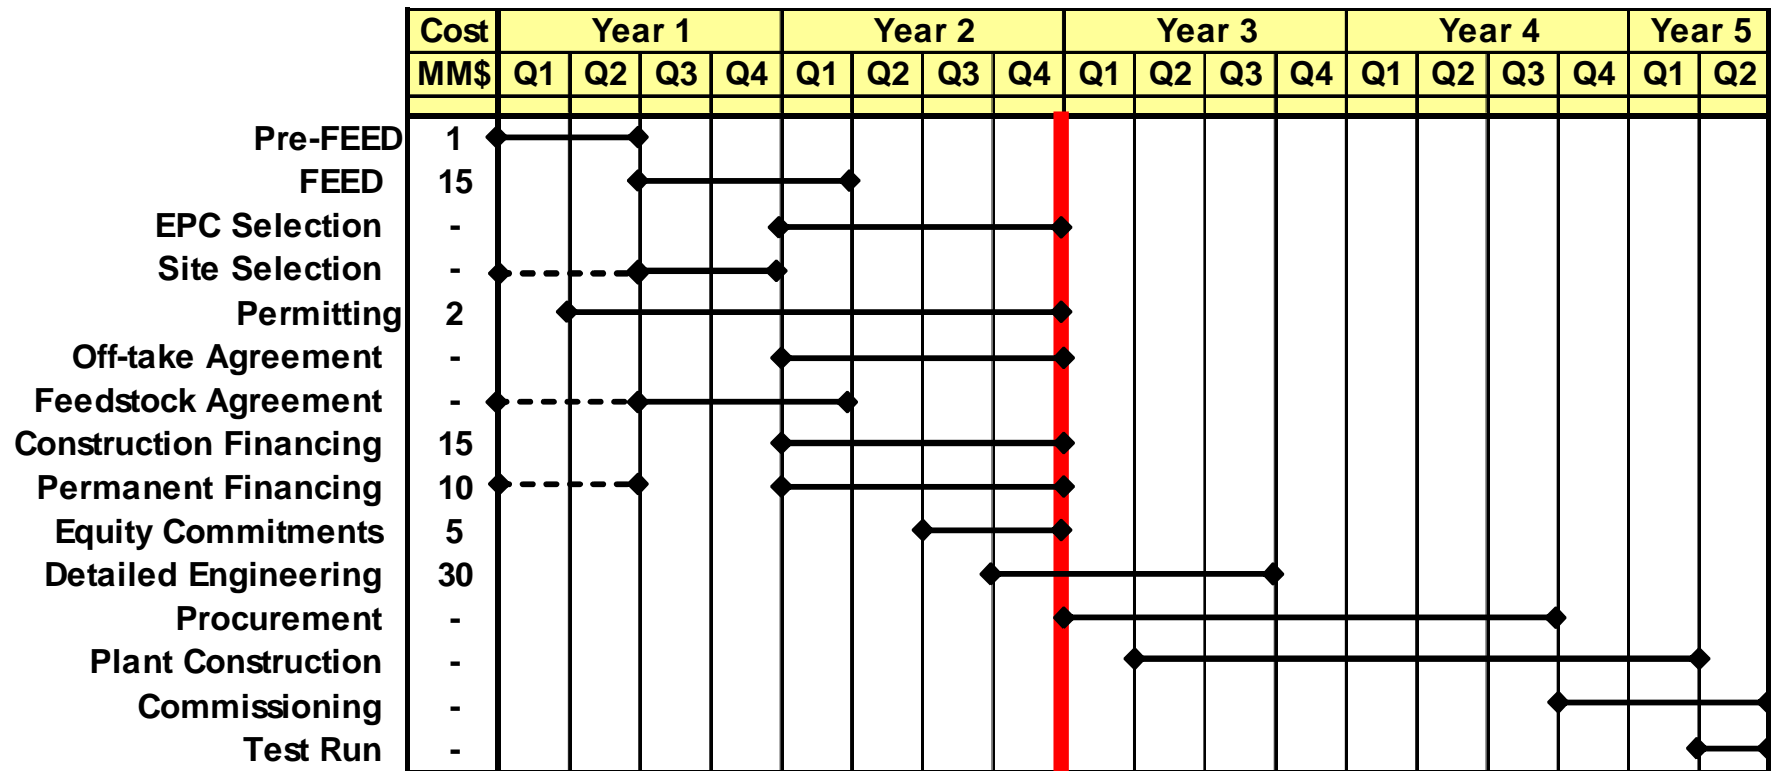 Cost Year 1 Year 2 Year 3 Year 4 Year 5
MM$ Q1 Q2 Q3 Q4 Q1 Q2 Q3 Q4 Q1 Q2 Q3 Q4 Q1 Q2 Q3 Q4 Q1 Q2
Pre-FEED 1
FEED 15
EPC Selection -
Site Selection -
Permitting 2
Off-take Agreement -
Feedstock Agreement -
Construction Financing 15
Permanent Financing 10
Equity Commitments 5
Detailed Engineering 30
Procurement -
Plant Construction -
Commissioning -
Test Run -